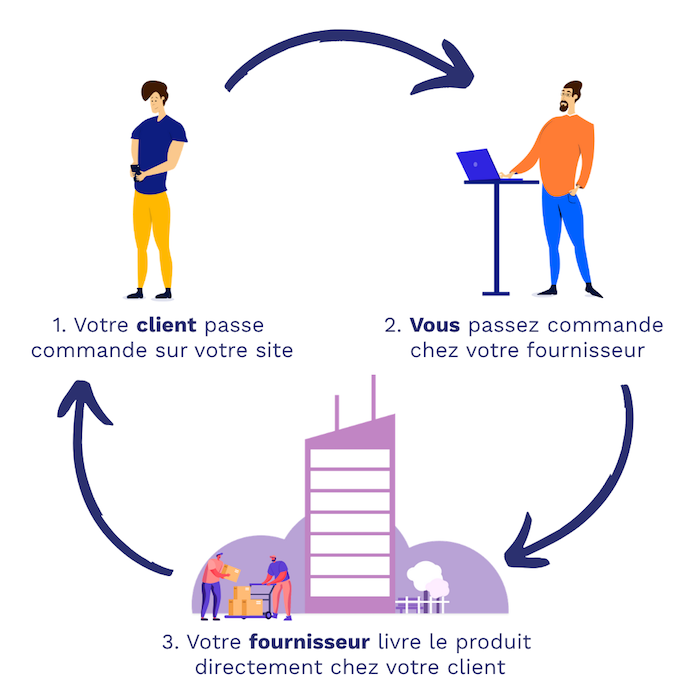 1. Votre client passe
commande sur votre site
2. Vous passez commande
chez votre fournisseur
3. Votre fournisseur livre le produit
directement chez votre client